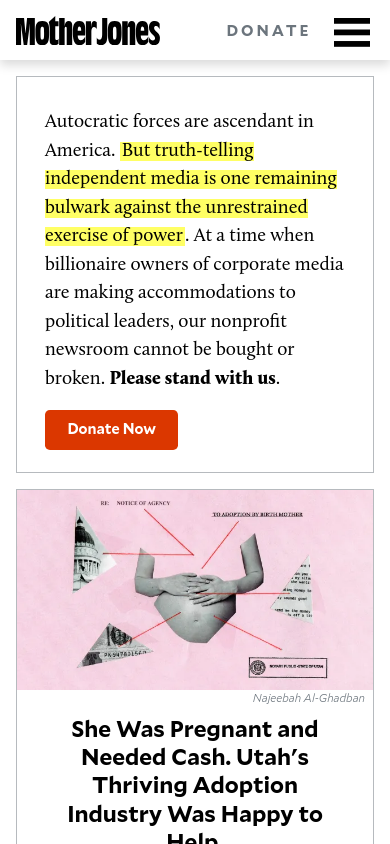 Mother Jones
DONATE
Autocratic forces are ascendant in
America. But truth-telling
independent media is one remaining
bulwark against the unrestrained
exercise of power. At a time when
billionaire owners of corporate media
are making accommodations to
political leaders, our nonprofit
newsroom cannot be bought or
broken. Please stand with us.
Donate Now
RE: NOTICE OF AGENCY
TO ADOPTION BY BIRTH MOTHER
Najeebah Al-Ghadban
She Was Pregnant and
Needed Cash. Utah's
Thriving Adoption
Industry Was Happy to
Help